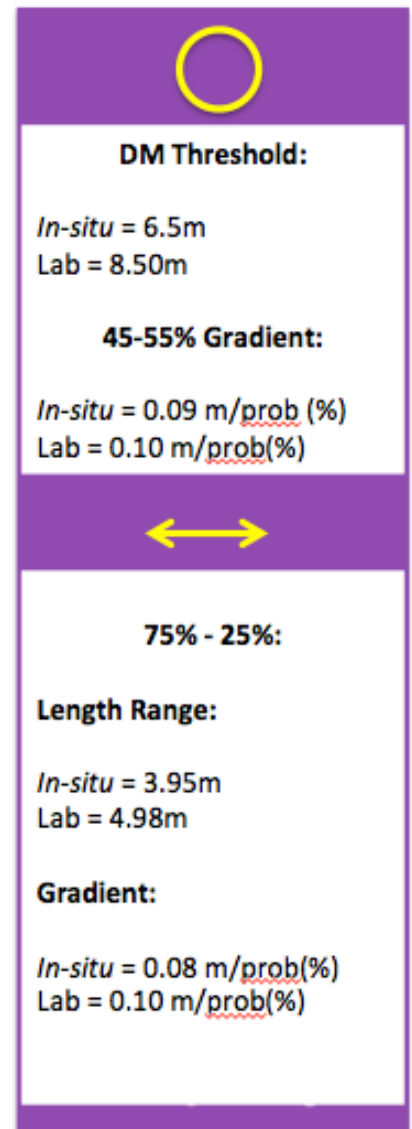 DM Threshold:
In-situ = 6.5m
Lab = 8.50m
45-55% Gradient:
In-situ = 0.09 m/prob (%)
Lab = 0.10 m/prob(%)
75% - 25%:
Length Range:
In-situ = 3.95m
Lab = 4.98m
Gradient:
In-situ = 0.08 m/prob(%)
Lab = 0.10 m/prob(%)